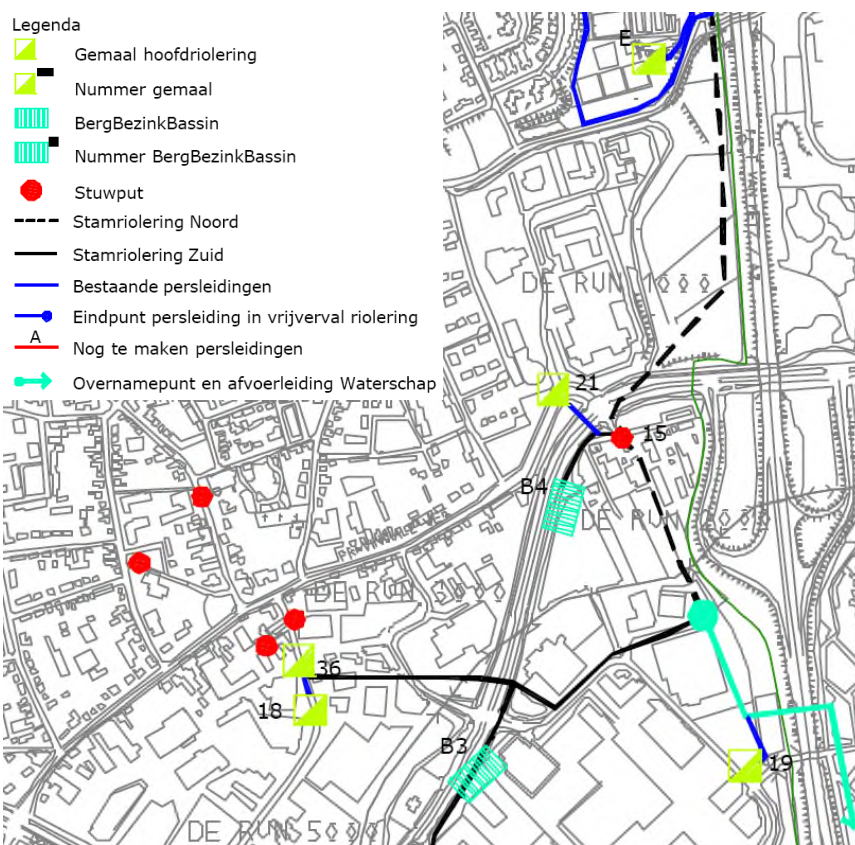 Legenda
Gemaal hoofdriolering
Nummer gemaal
BergBezinkBassin
Nummer BergBezinkBassin
Stuwput
Stamriolering Noord
Stamriolering Zuid
Bestaande persleidingen
Eindpunt persleiding in vrijverval riolering
A
Nog te maken persleidingen
Overnamepunt en afvoerleiding Waterschap
E
DE RUN 1000
21
15
B4
DE RUN
DE RUN 3000
36
18
B3
19
DE RUN 5000